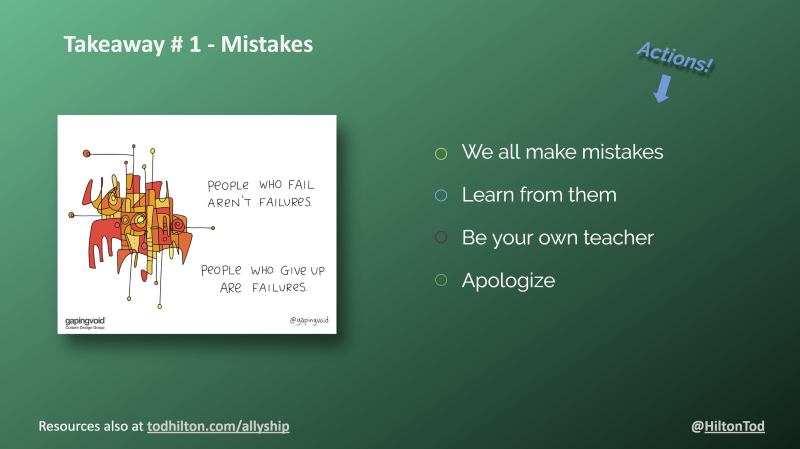 Takeaway # 1 - Mistakes
Actions!
PEOPLE WHO FAIL
AREN'T FAILURES.
PEOPLE WHO GIVE UP
ARE FAILURES.
gapingvoid
Culture Design Group
@gapingvoid
We all make mistakes
Learn from them
Be your own teacher
Apologize
Resources also at todhilton.com/allyship
@HiltonTod